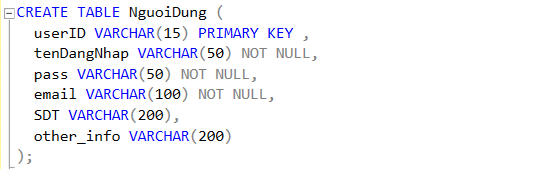 CREATE TABLE NguoiDung (
userID VARCHAR(15) PRIMARY KEY ,
tenDangNhap VARCHAR(50) NOT NULL,
pass VARCHAR(50) NOT NULL,
email VARCHAR(100) NOT NULL,
SDT VARCHAR(200),
other_info VARCHAR(200)
);